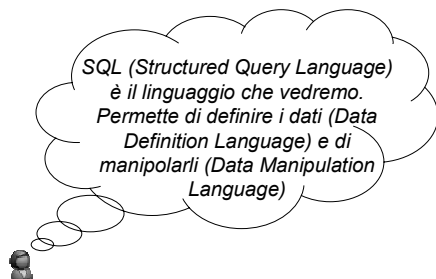 SQL (Structured Query Language)
è il linguaggio che vedremo.
Permette di definire i dati (Data
Definition Language) e di
manipolarli (Data Manipulation
Language)